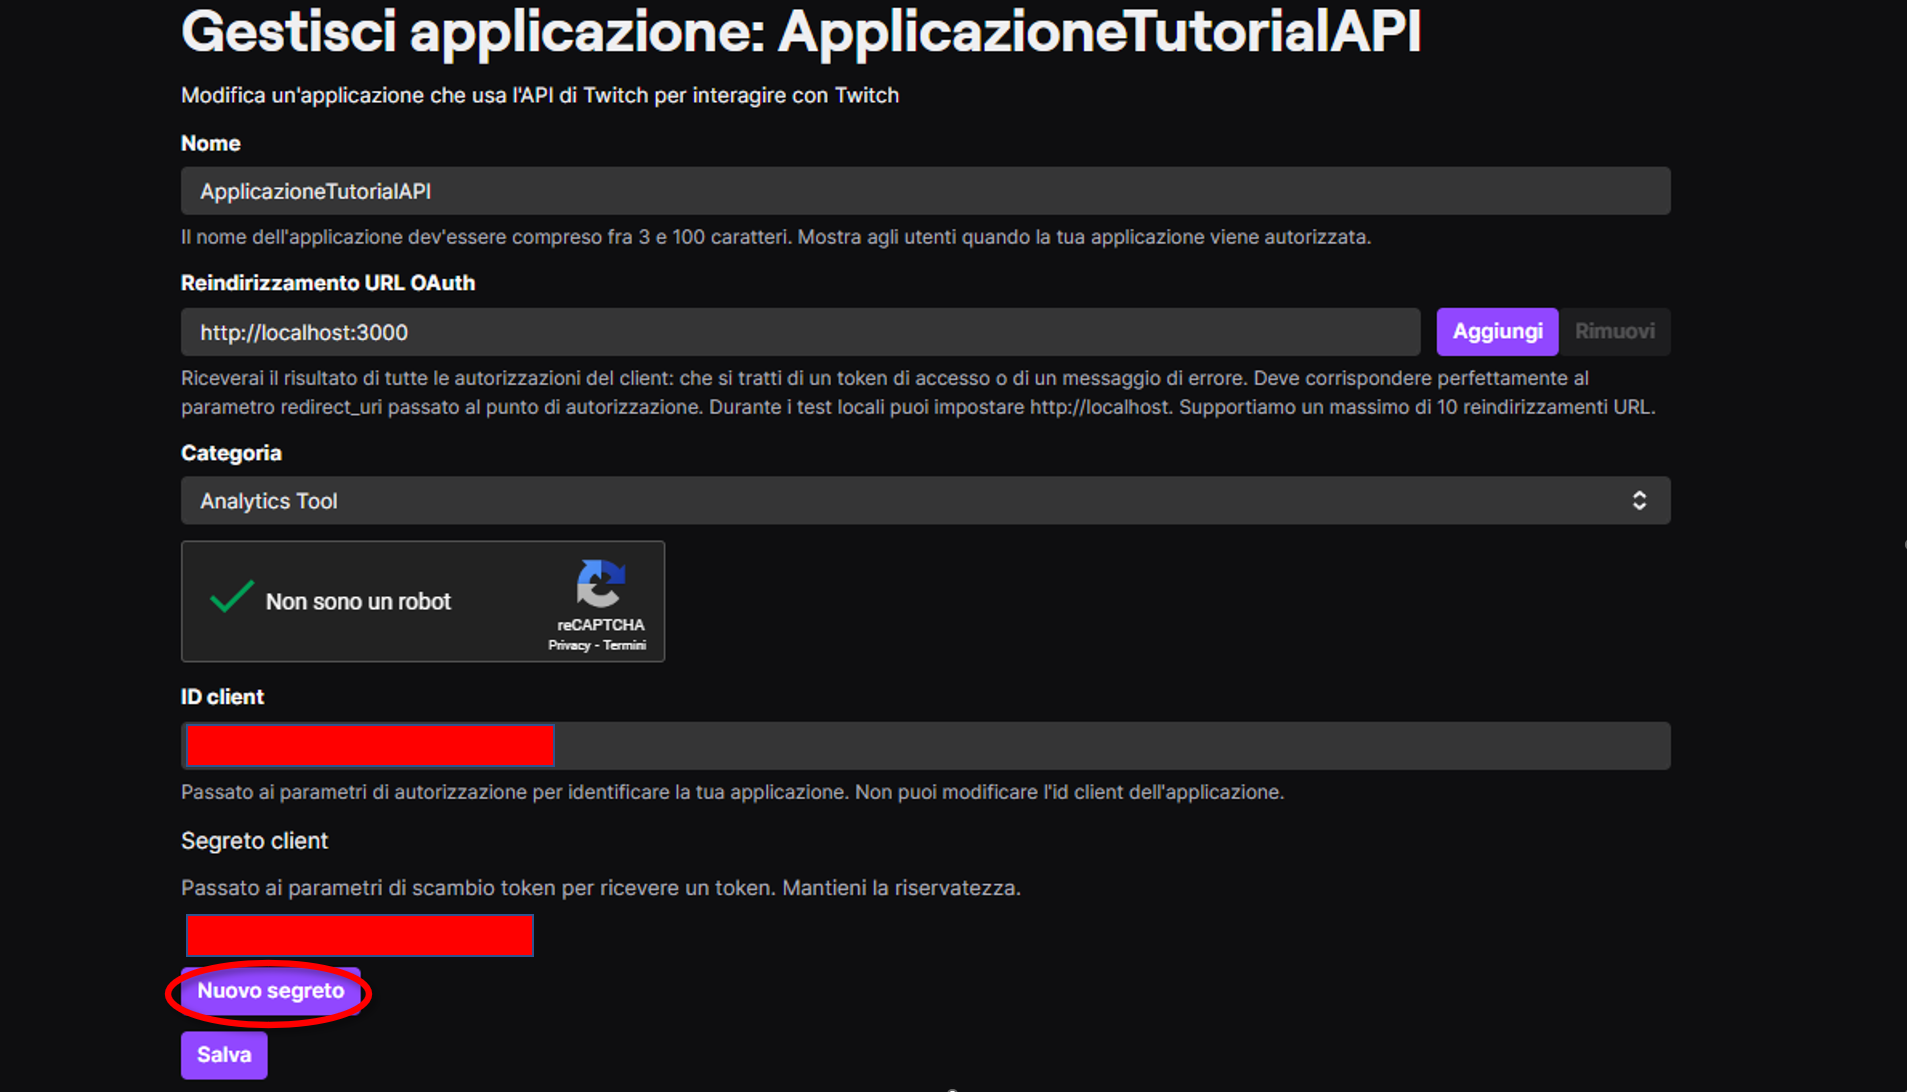 Gestisci applicazione: ApplicazioneTutorialAPI
Modifica un'applicazione che usa l'API di Twitch per interagire con Twitch
Nome
ApplicazioneTutorialAPI
Il nome dell'applicazione dev'essere compreso fra 3 e 100 caratteri. Mostra agli utenti quando la tua applicazione viene autorizzata.
Reindirizzamento URL OAuth
http://localhost:3000
Aggiungi
Rimuovi
Riceverai il risultato di tutte le autorizzazioni del client: che si tratti di un token di accesso o di un messaggio di errore. Deve corrispondere perfettamente al
parametro redirect_uri passato al punto di autorizzazione. Durante i test locali puoi impostare http://localhost. Supportiamo un massimo di 10 reindirizzamenti URL.
Categoria
Analytics Tool
Non sono un robot
reCAPTCHA
Privacy - Termini
ID client
Passato ai parametri di autorizzazione per identificare la tua applicazione. Non puoi modificare l'id client dell'applicazione.
Segreto client
Passato ai parametri di scambio token per ricevere un token. Mantieni la riservatezza.
Nuovo segreto
Salva